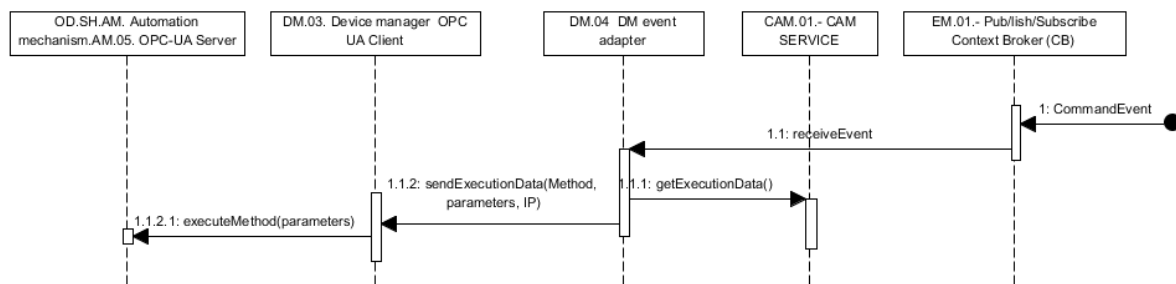 OD.SH.AM. Automation
mechanism.AM.05. OPC-UA Server
DM.03. Device manager OPC
UA Client
DM.04 DM event
adapter
CAM.01.- CAM
SERVICE
EM.01.- Pub/lish/Subscribe
Context Broker (CB)
1: CommandEvent
1.1: receiveEvent
1.1.2: sendExecutionData(Method,
parameters, IP)
1.1.1: getExecutionData()
1.1.2.1: executeMethod(parameters)